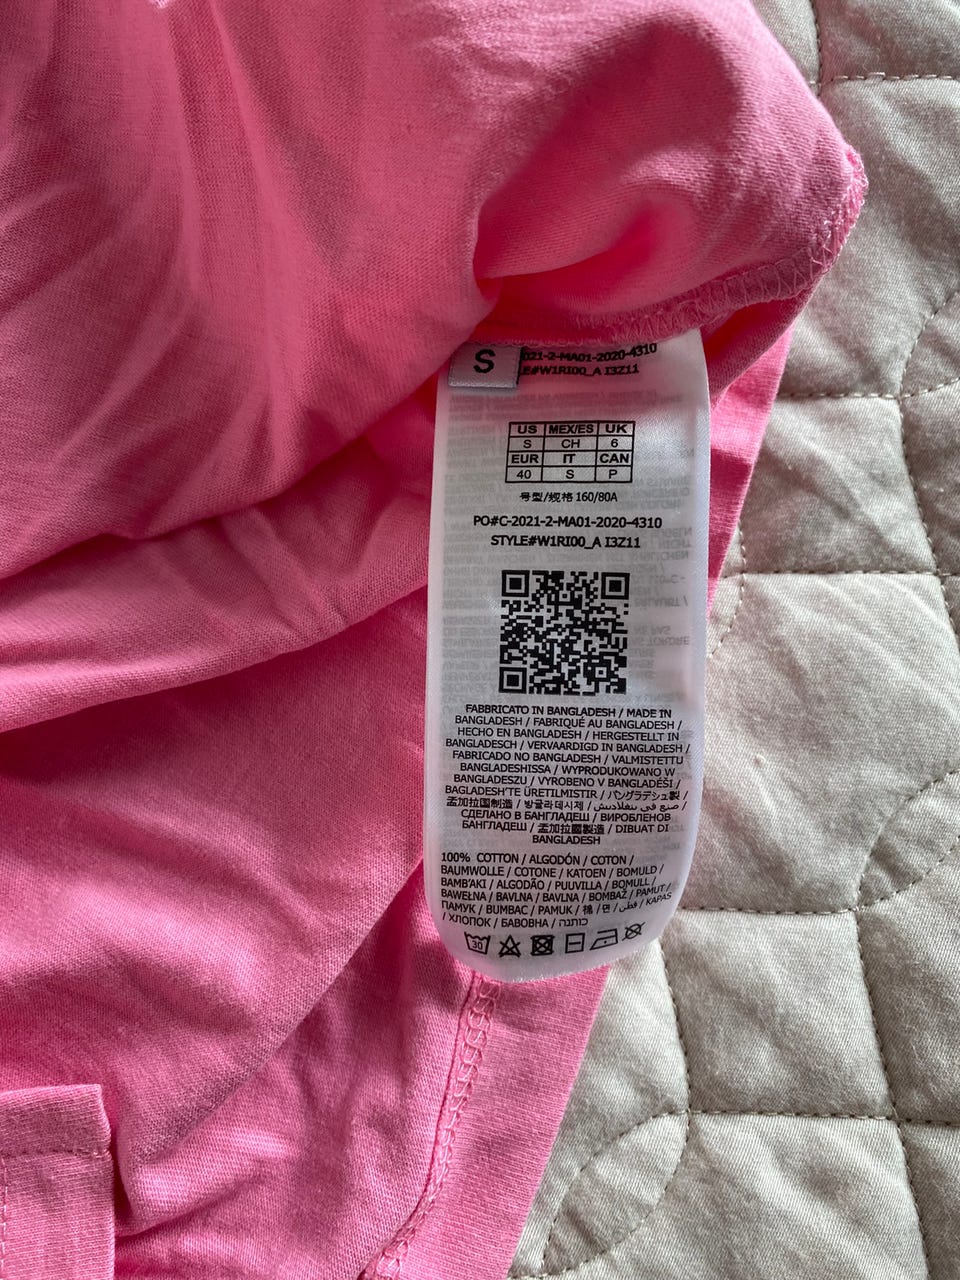 S
021-2-MA01-2020-4310
LE#W1RI00_A I3Z11
US MEX/ES UK
S CH 6
EUR IT CAN
40 S P
号型/规格 160/80A
PO#C-2021-2-MA01-2020-4310
STYLE#W1RI00_A I3Z11
FABBRICATO IN BANGLADESH / MADE IN
BANGLADESH / FABRIQUÉ AU BANGLADESH /
HECHO EN BANGLADESH / HERGESTELLT IN
BANGLADESCH / VERVAARDIGD IN BANGLADESH /
FABRICADO NO BANGLADESH / VALMISTETTU
BANGLADESHISSA / WYPRODUKOWANO W
BANGLADESZU / VYROBENO V BANGLADÉŠI /
BAGLADESH'TE ÜRETILMISTIR / バングラデシュ製 /
孟加拉国制造 / 방글라데시제 / صنع في بنغلاديش /
СДЕЛАНО В БАНГЛАДЕШ / ВИРОБЛЕНОВ
БАНГЛАДЕШ / 孟加拉國製造 / DIBUAT DI
BANGLADESH
100% COTTON / ALGODÓN / COTON /
BAUMWOLLE / COTONE / KATOEN / BOMULD /
BAMB'AKI / ALGODÃO / PUUVILLA / BOMULL /
BAWEŁNA / BAVLNA / BAVLNA / BOMBAŽ / PAMUT /
ПАМУК / BUMBAC / PAMUK / 棉 / 면 / قطن / KAPAS
/ ХЛОПОК / БАВОВНА / כותנה
30